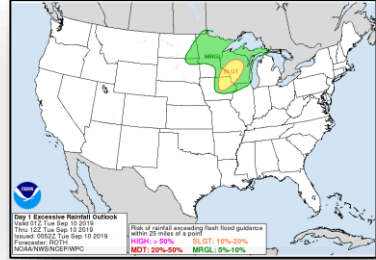 MRGL
SLGT
NOAA
Day 1 Excessive Rainfall Outlook
Valid 01Z Tue Sep 10 2019
Thru 12Z Tue Sep 10 2019
Issued: 0052Z Tue Sep 10 2019
Forecaster: ROTH
NOAA/NWS/NCEP/WPC
Risk of rainfall exceeding flash flood guidance
within 25 miles of a point
HIGH: > 50% SLGT: 10%-20%
MDT: 20%-50% MRGL: 5%-10%